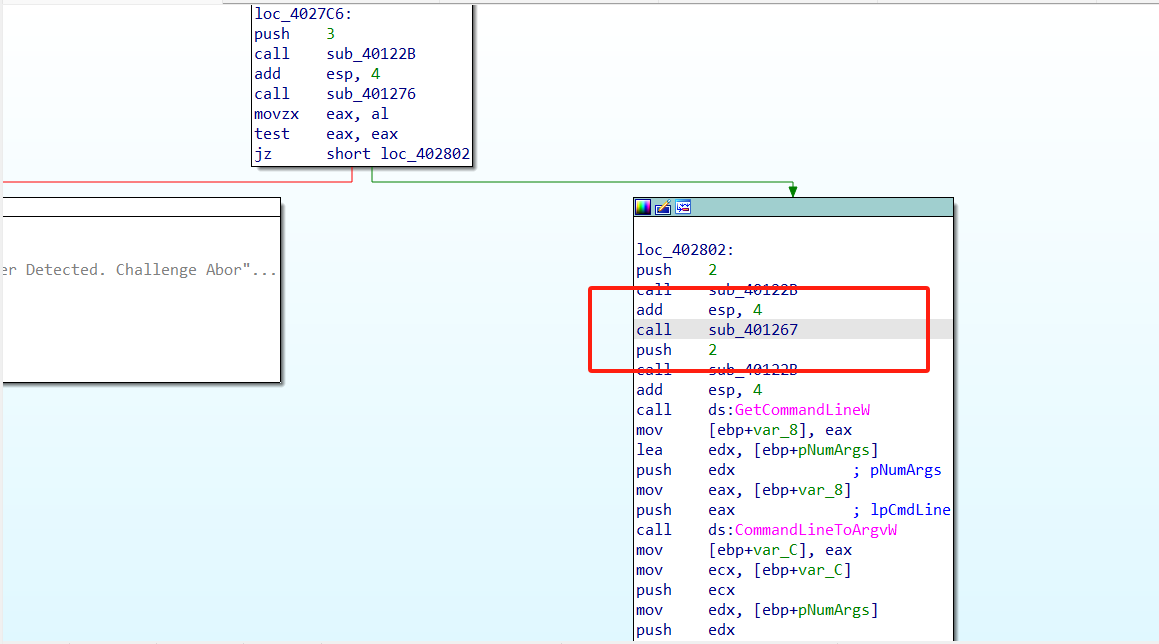 loc_4027C6:
push 3
call sub_40122B
add esp, 4
call sub_401276
movzx eax, al
test eax, eax
jz short loc_402802
er Detected. Challenge Abor"...
loc_402802:
push 2
call sub_40122B
add esp, 4
call sub_401267
push 2
call sub_40122B
add esp, 4
call ds:GetCommandLineW
mov [ebp+var_8], eax
lea edx, [ebp+pNumArgs]
push edx ; pNumArgs
mov eax, [ebp+var_8]
push eax ; lpCmdLine
call ds:CommandLineToArgvW
mov [ebp+var_C], eax
mov ecx, [ebp+var_C]
push ecx
mov edx, [ebp+pNumArgs]
push edx